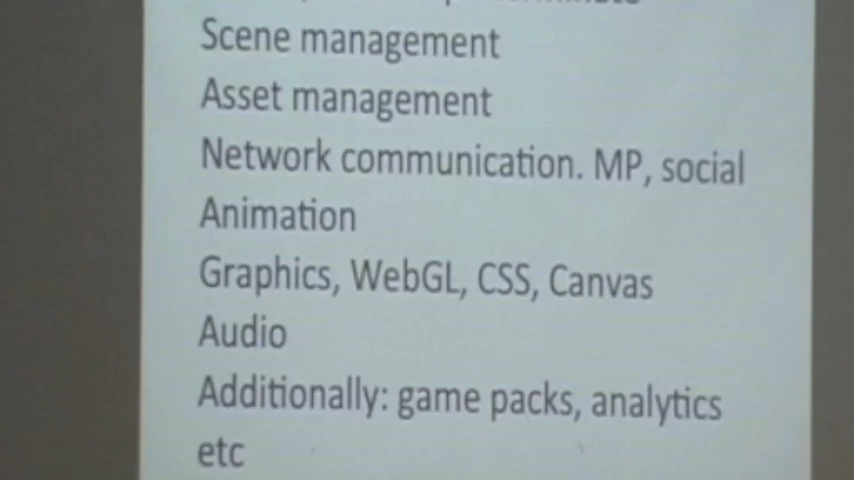 Scene management
Asset management
Network communication. MP, social
Animation
Graphics, WebGL, CSS, Canvas
Audio
Additionally: game packs, analytics
etc